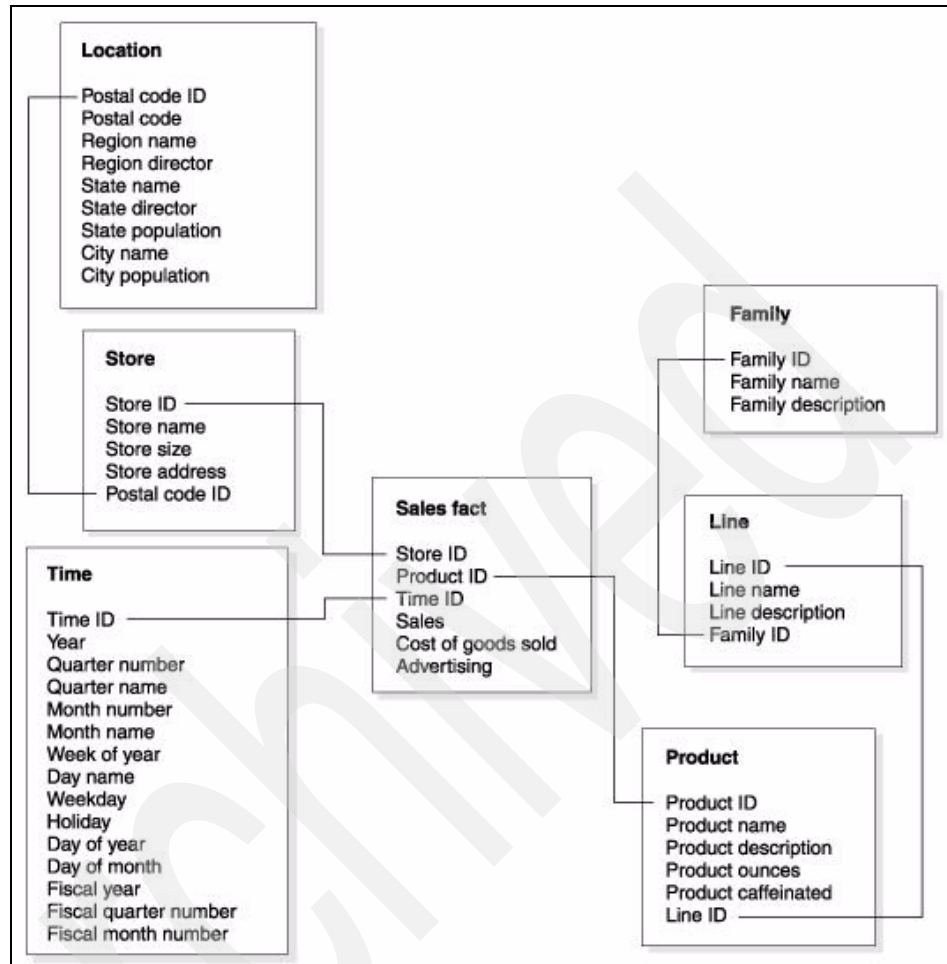 Location
Postal code ID
Postal code
Region name
Region director
State name
State director
State population
City name
City population
Store
Store ID
Store name
Store size
Store address
Postal code ID
Time
Time ID
Year
Quarter number
Quarter name
Month number
Month name
Week of year
Day name
Weekday
Holiday
Day of year
Day of month
Fiscal year
Fiscal quarter number
Fiscal month number
Sales fact
Store ID
Product ID
Time ID
Sales
Cost of goods sold
Advertising
Family
Family ID
Family name
Family description
Line
Line ID
Line name
Line description
Family ID
Product
Product ID
Product name
Product description
Product ounces
Product caffeinated
Line ID
chived